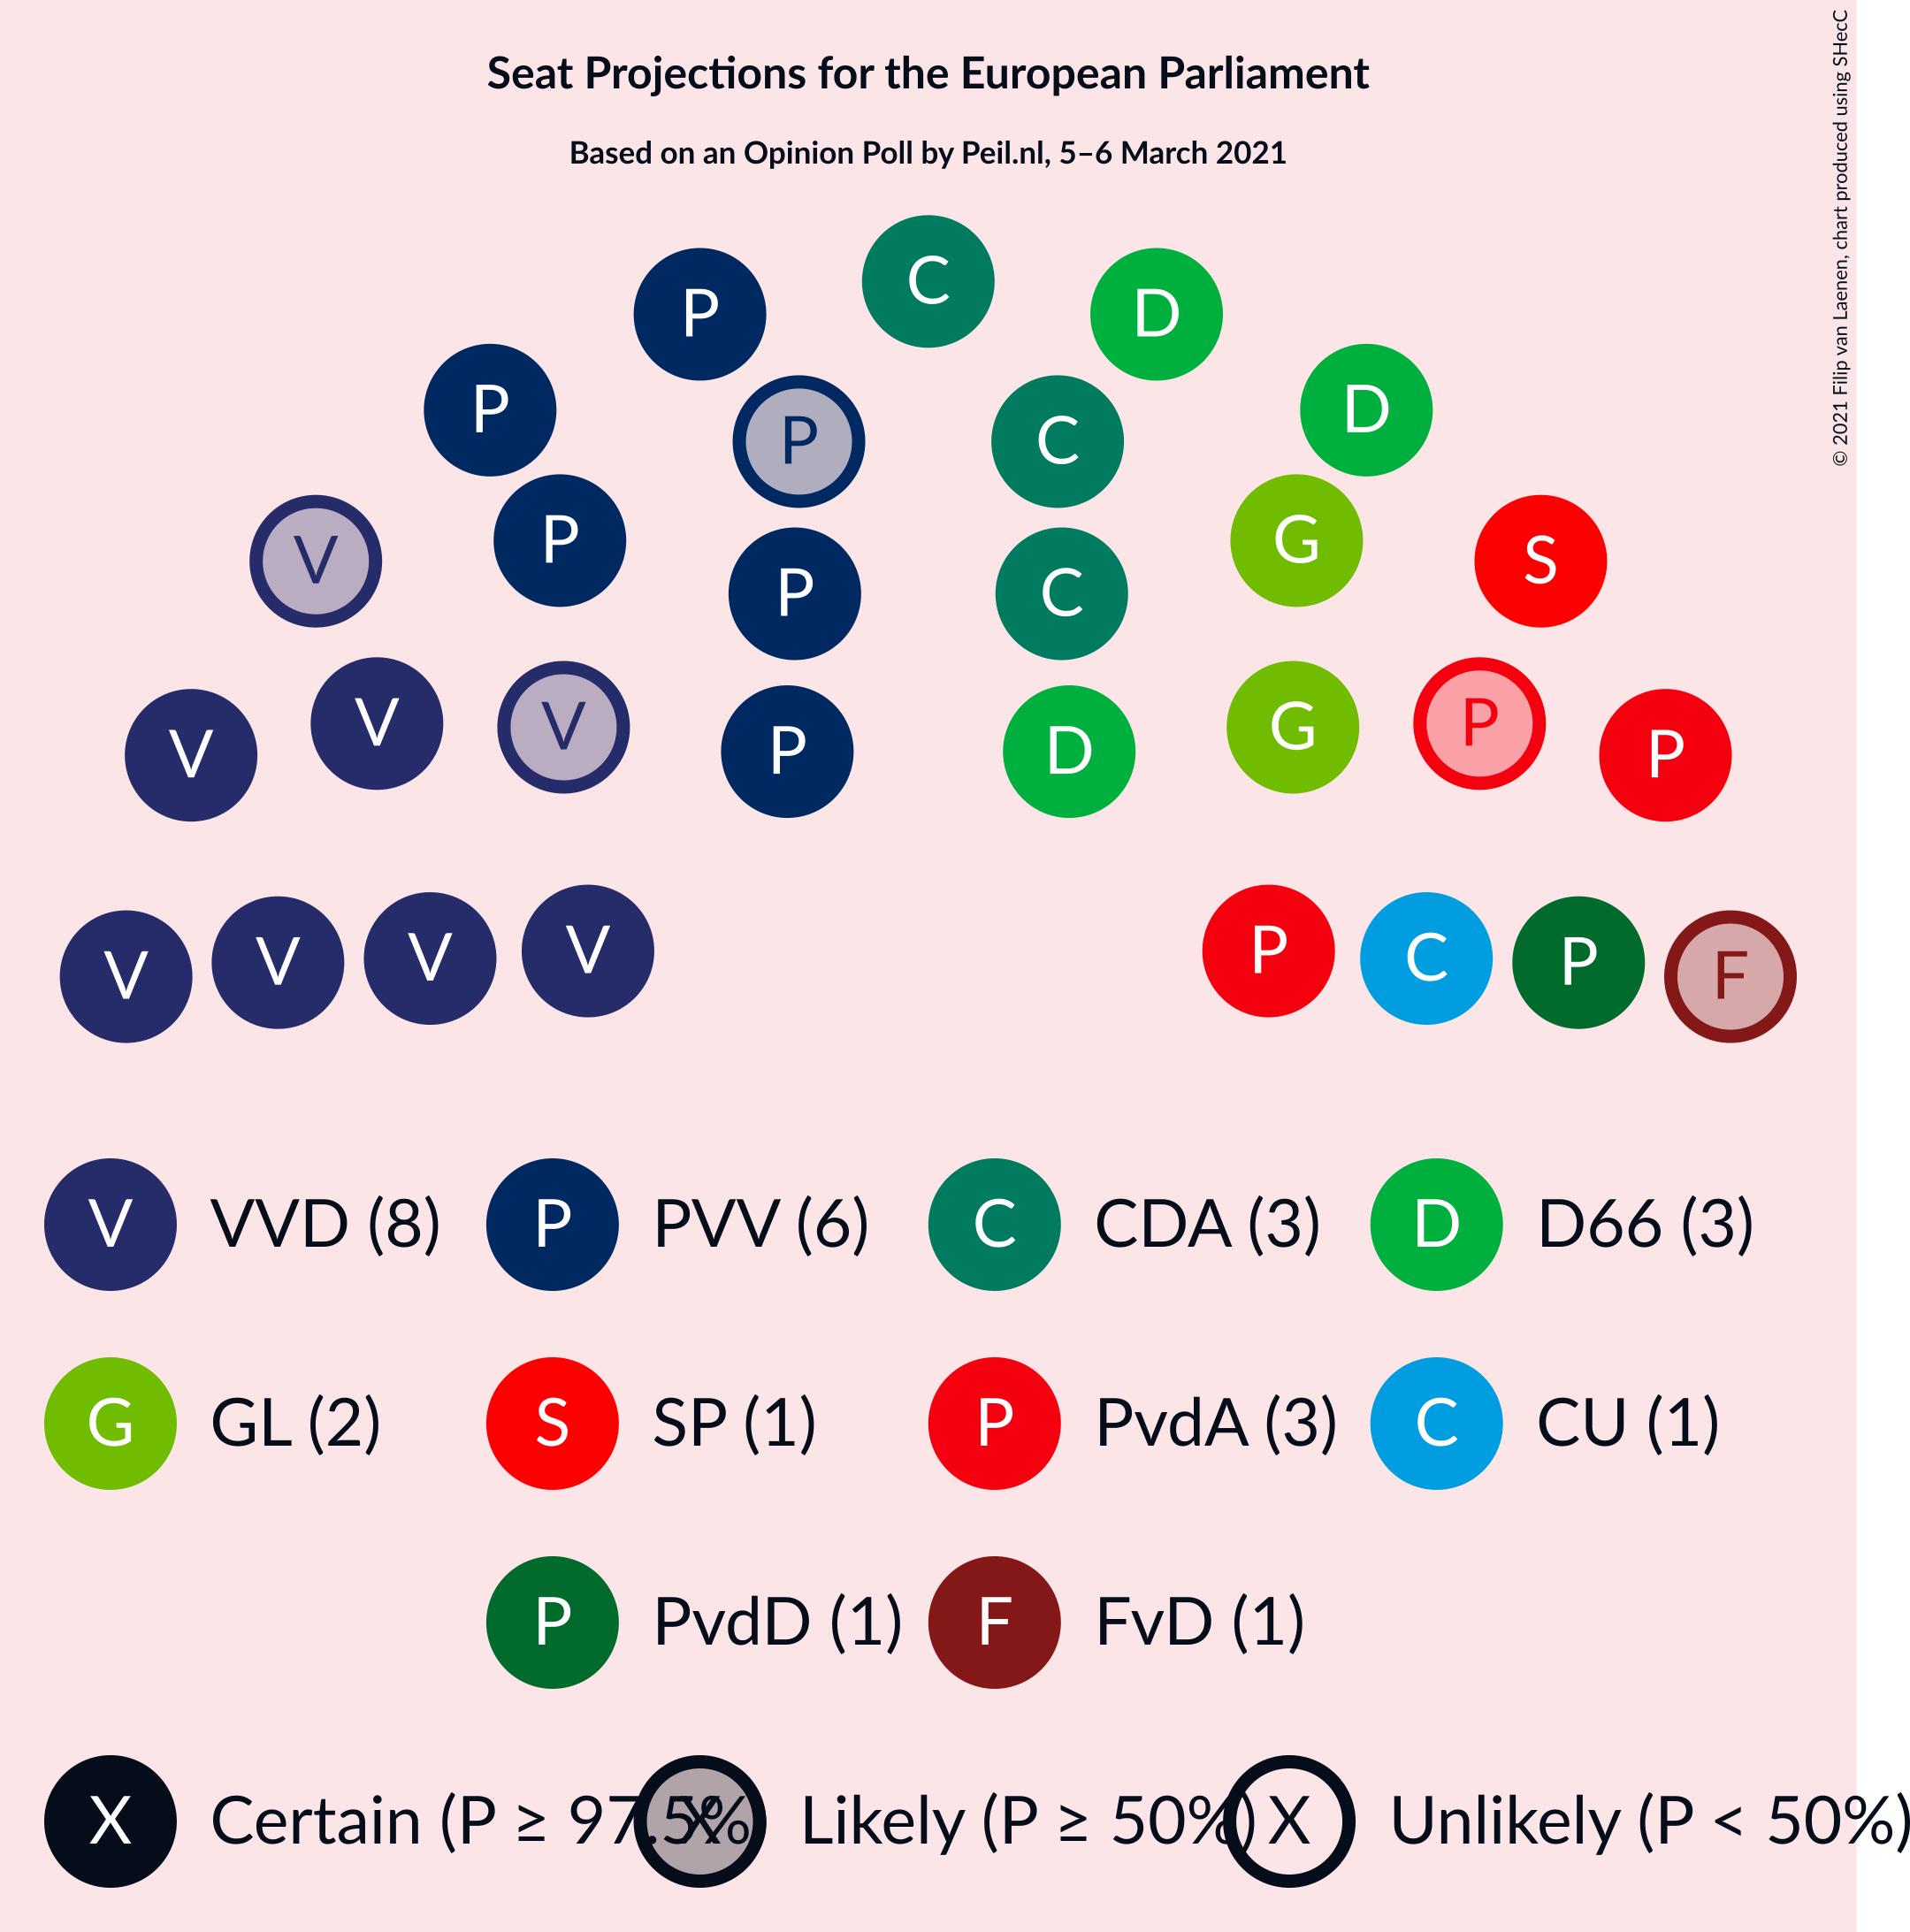 Seat Projections for the European Parliament
Based on an Opinion Poll by Peil.nl, 5–6 March 2021
© 2021 Filip van Laenen, chart produced using SHecC
C
P D
P D
P C
P G
V S
P C
V P
V G
P D
V P
V V P C
V P
V F
V VVD (8) P PVV (6) C CDA (3) D D66 (3)
G GL (2) S SP (1) P PvdA (3) C CU (1)
P PvdD (1) F FvD (1)
X Certain (P ≥ 97.5% X Likely (P ≥ 50%) X Unlikely (P < 50%)